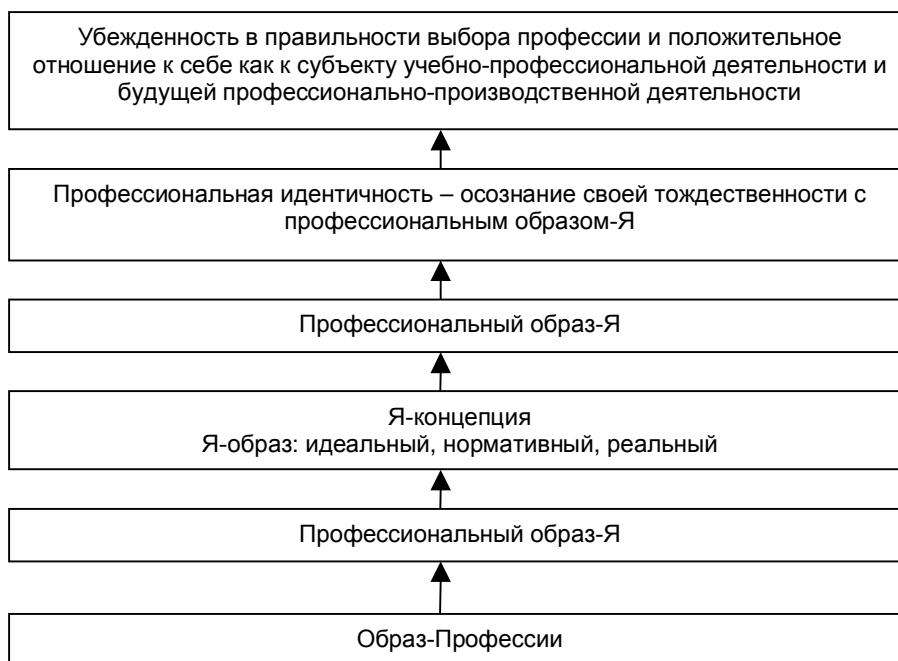 Убежденность в правильности выбора профессии и положительное
отношение к себе как к субъекту учебно-профессиональной деятельности и
будущей профессионально-производственной деятельности
Профессиональная идентичность – осознание своей тождественности с
профессиональным образом-Я
Профессиональный образ-Я
Я-концепция
Я-образ: идеальный, нормативный, реальный
Профессиональный образ-Я
Образ-Профессии